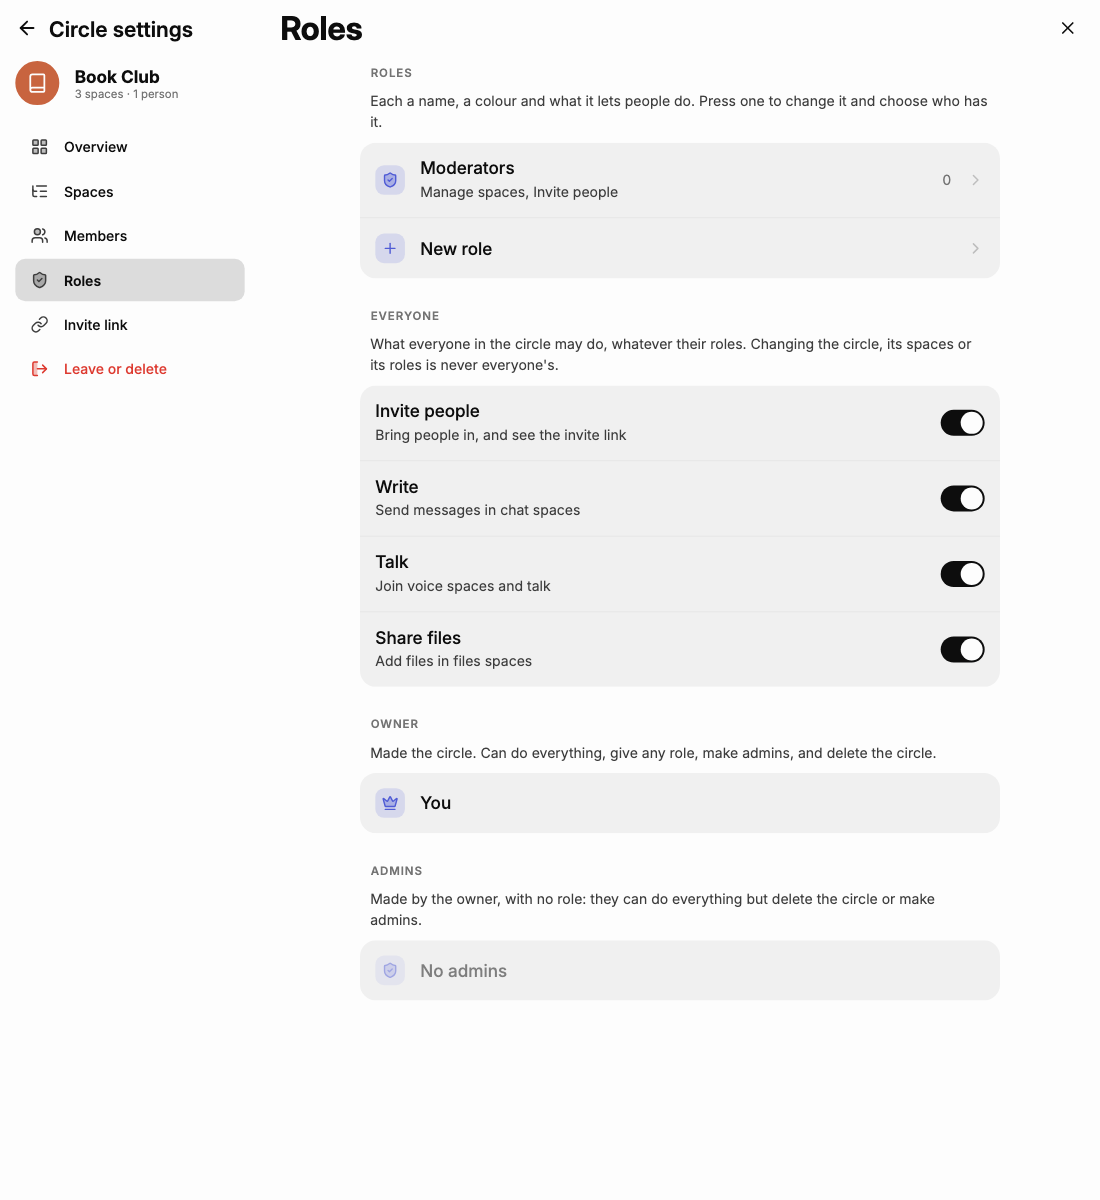 Circle settings
Book Club
3 spaces · 1 person
Overview
Spaces
Members
Roles
Invite link
Leave or delete
Roles
ROLES
Each a name, a colour and what it lets people do. Press one to change it and choose who has
it.
Moderators
Manage spaces, Invite people
0
New role
EVERYONE
What everyone in the circle may do, whatever their roles. Changing the circle, its spaces or
its roles is never everyone's.
Invite people
Bring people in, and see the invite link
Write
Send messages in chat spaces
Talk
Join voice spaces and talk
Share files
Add files in files spaces
OWNER
Made the circle. Can do everything, give any role, make admins, and delete the circle.
You
ADMINS
Made by the owner, with no role: they can do everything but delete the circle or make
admins.
No admins